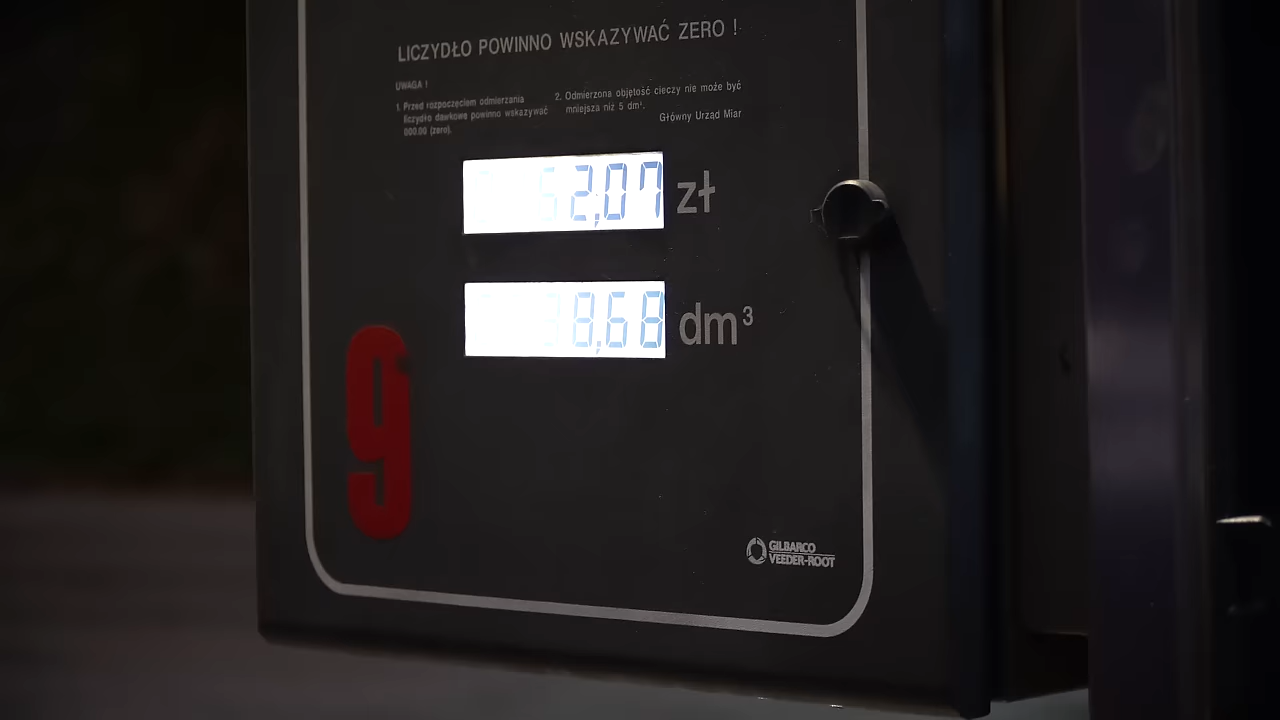 LICZYDŁO POWINNO WSKAZYWAĆ ZERO !
UWAGA !
1. Przed rozpoczęciem odmierzania
liczydło dawkowe powinno wskazywać
000.00 (zero).
2. Odmierzona objętość cieczy nie może być
mniejsza niż 5 dm³.
Główny Urząd Miar
52,07 zł
38,68 dm³
9
GILBARCO
VEEDER-ROOT